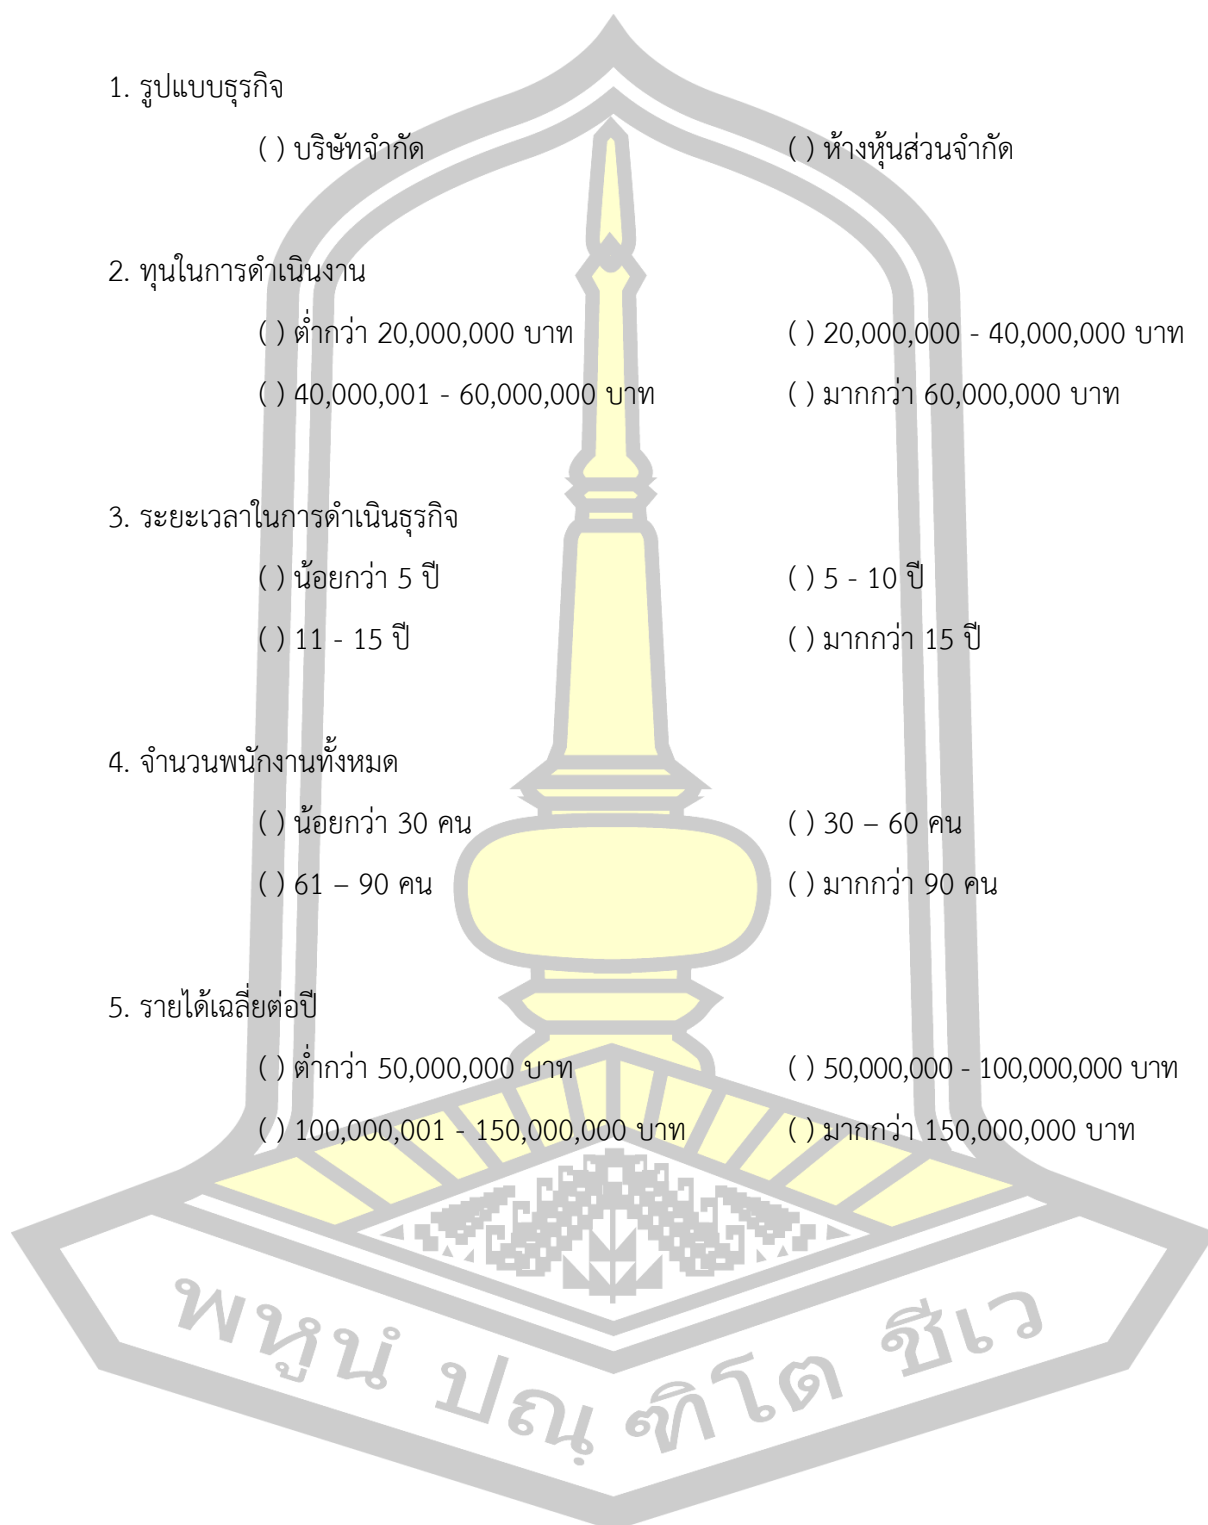 1. รูปแบบธุรกิจ
( ) บริษัทจำกัด ( ) ห้างหุ้นส่วนจำกัด
2. ทุนในการดำเนินงาน
( ) ต่ำกว่า 20,000,000 บาท ( ) 20,000,000 - 40,000,000 บาท
( ) 40,000,001 - 60,000,000 บาท ( ) มากกว่า 60,000,000 บาท
3. ระยะเวลาในการดำเนินธุรกิจ
( ) น้อยกว่า 5 ปี ( ) 5 - 10 ปี
( ) 11 - 15 ปี ( ) มากกว่า 15 ปี
4. จำนวนพนักงานทั้งหมด
( ) น้อยกว่า 30 คน ( ) 30 – 60 คน
( ) 61 – 90 คน ( ) มากกว่า 90 คน
5. รายได้เฉลี่ยต่อปี
( ) ต่ำกว่า 50,000,000 บาท ( ) 50,000,000 - 100,000,000 บาท
( ) 100,000,001 - 150,000,000 บาท ( ) มากกว่า 150,000,000 บาท
พหูนํ ปณฺฑิโต ชีเว